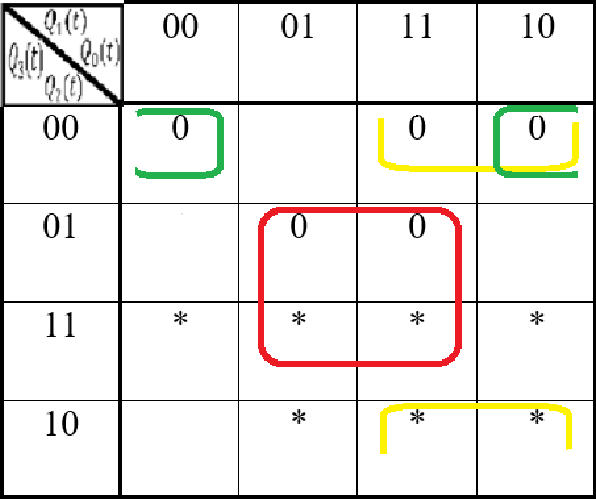 Q₁(t)
Q₃(t) Q₀(t)
Q₂(t)
00 01 11 10
00 0 0 0
01 0 0
11 * * * *
10 * * *